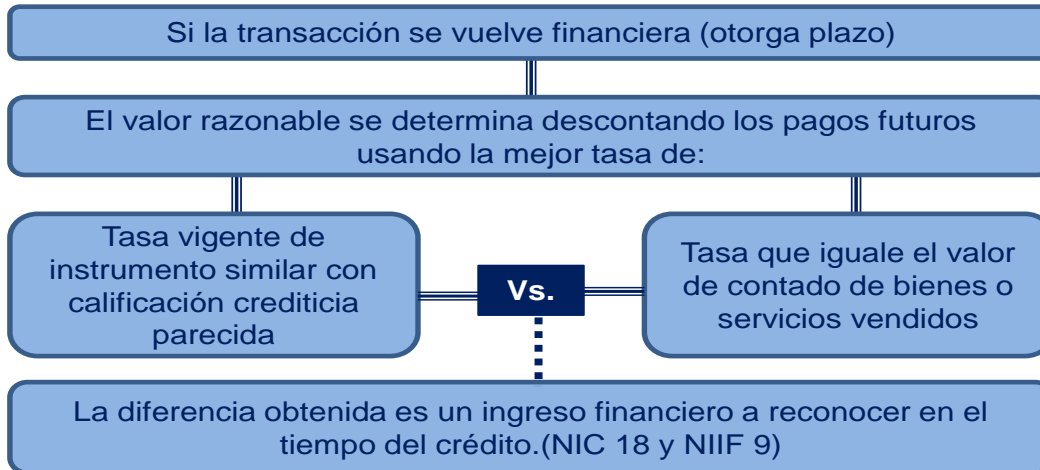 Si la transacción se vuelve financiera (otorga plazo)
El valor razonable se determina descontando los pagos futuros
usando la mejor tasa de:
Tasa vigente de
instrumento similar con
calificación crediticia
parecida
Vs.
Tasa que iguale el valor
de contado de bienes o
servicios vendidos
La diferencia obtenida es un ingreso financiero a reconocer en el
tiempo del crédito.(NIC 18 y NIIF 9)